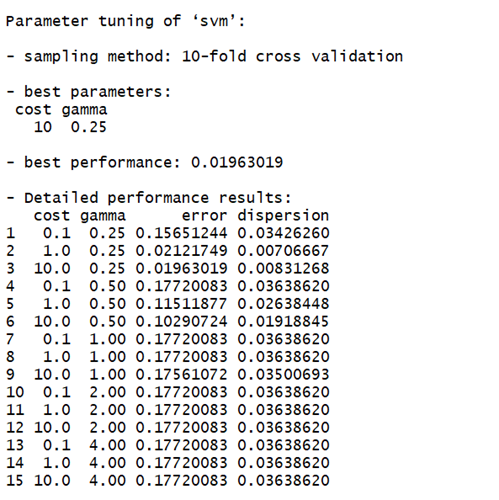 Parameter tuning of ‘svm’:
- sampling method: 10-fold cross validation
- best parameters:
cost gamma
10 0.25
- best performance: 0.01963019
- Detailed performance results:
cost gamma error dispersion
1 0.1 0.25 0.15651244 0.03426260
2 1.0 0.25 0.02121749 0.00706667
3 10.0 0.25 0.01963019 0.00831268
4 0.1 0.50 0.17720083 0.03638620
5 1.0 0.50 0.11511877 0.02638448
6 10.0 0.50 0.10290724 0.01918845
7 0.1 1.00 0.17720083 0.03638620
8 1.0 1.00 0.17720083 0.03638620
9 10.0 1.00 0.17561072 0.03500693
10 0.1 2.00 0.17720083 0.03638620
11 1.0 2.00 0.17720083 0.03638620
12 10.0 2.00 0.17720083 0.03638620
13 0.1 4.00 0.17720083 0.03638620
14 1.0 4.00 0.17720083 0.03638620
15 10.0 4.00 0.17720083 0.03638620